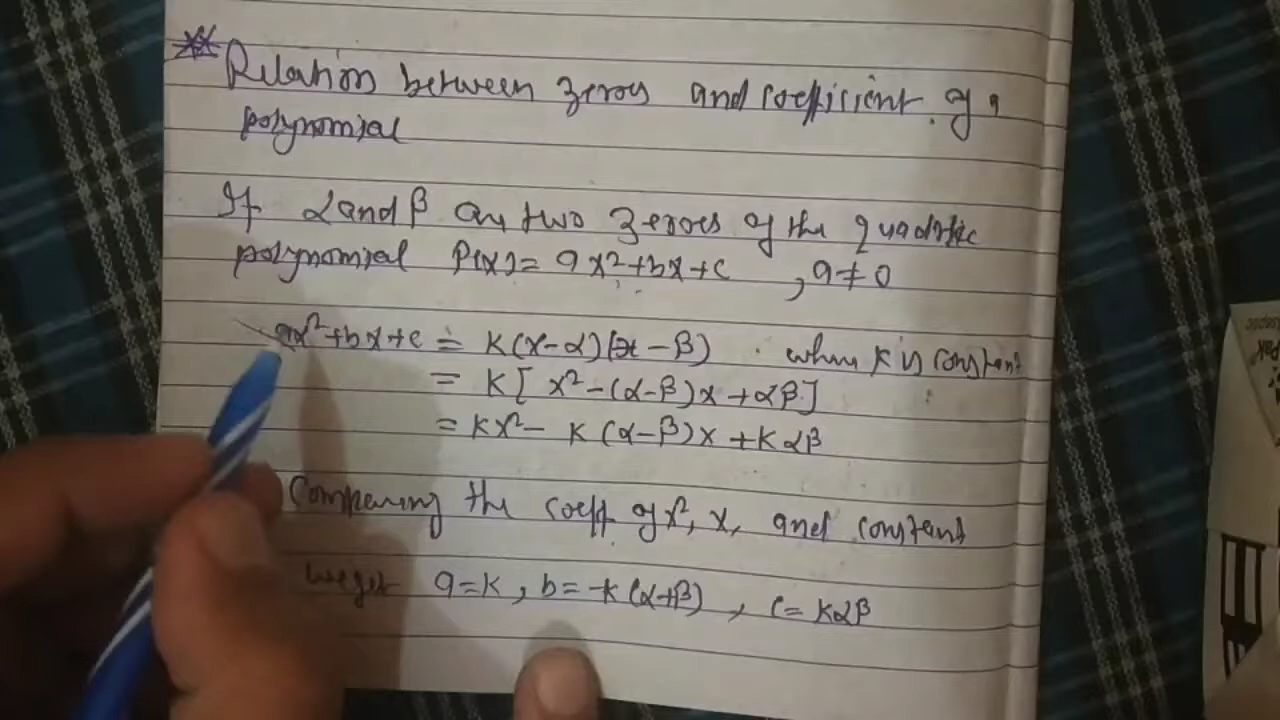 Relation between zeros and coefficient of a
polynomial
If α and β are two zeroes of the quadratic
polynomial P(x) = ax²+bx+c , a≠0
ax²+bx+c = K(x-α)(x-β) . where K is constant
= K[x²-(α-β)x+αβ]
= Kx²- K(α-β)x+Kαβ
Comparing the coeff of x², x, and constant
we get a=K, b=-K(α+β), c=Kαβ